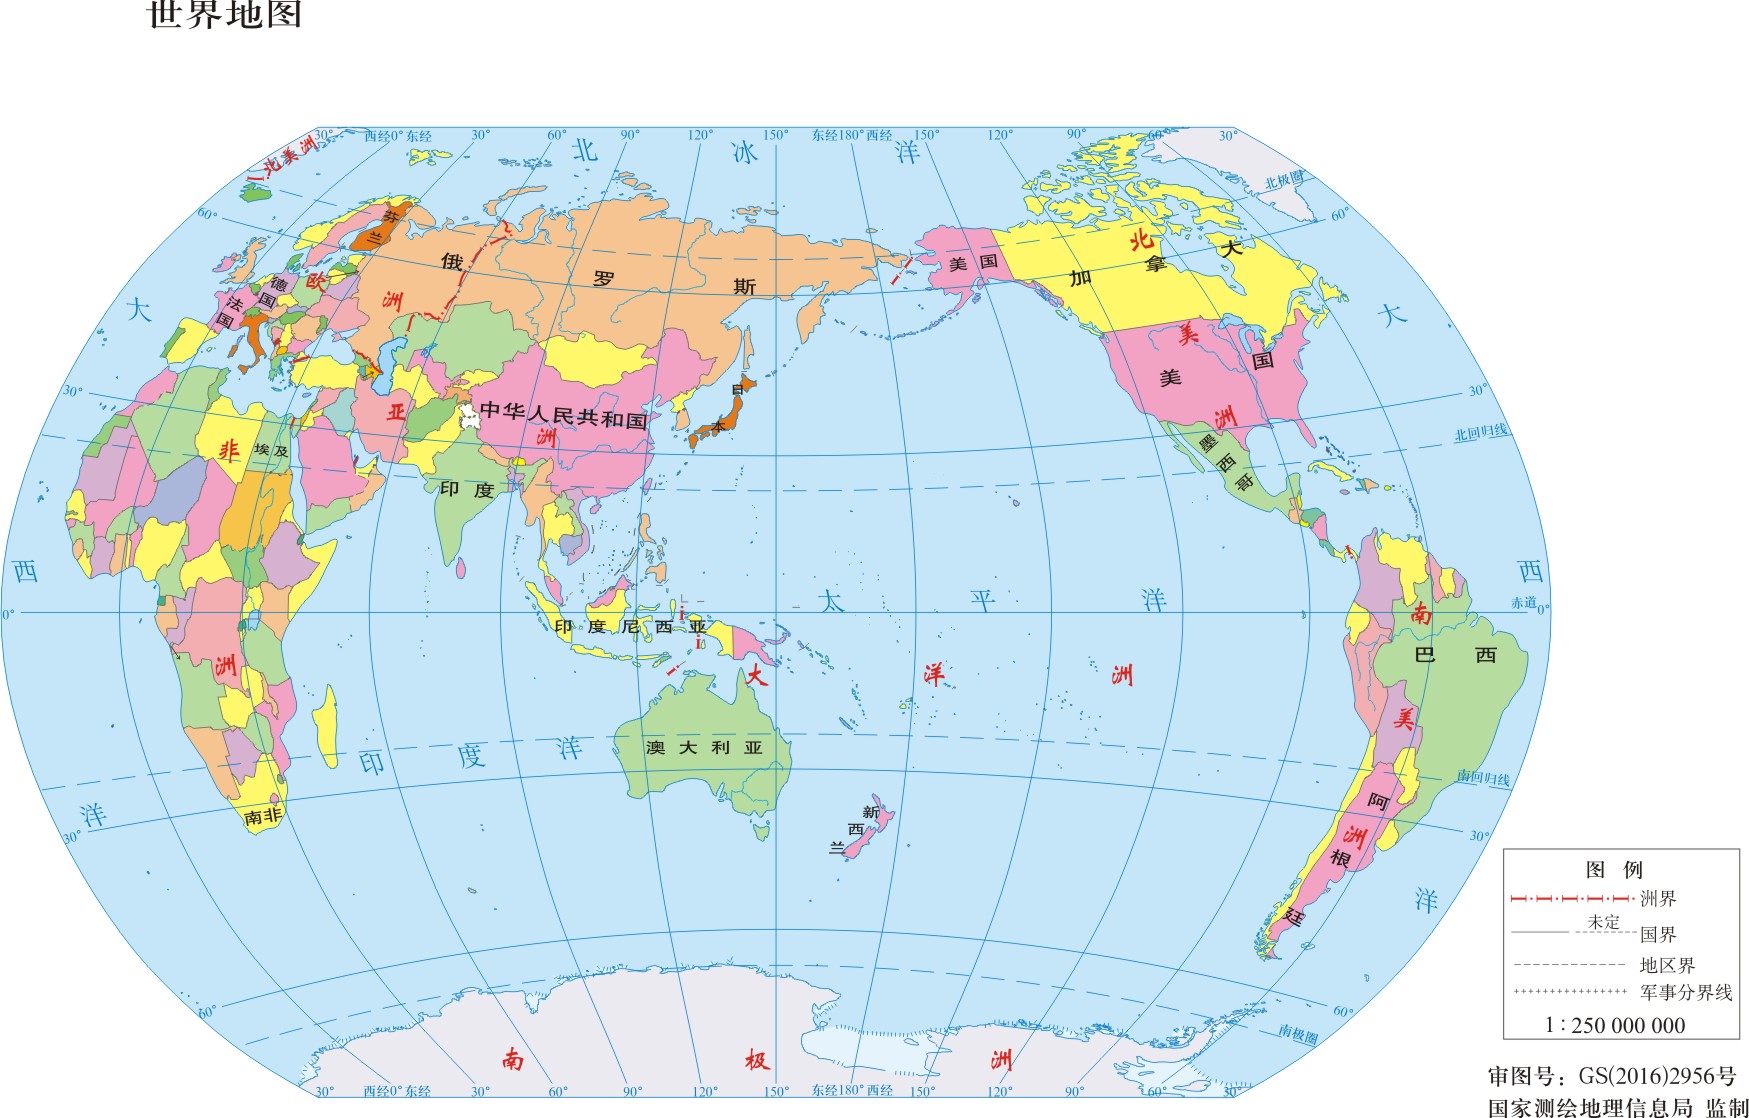 世界地图
30° 西经0°东经 30° 60° 90° 120° 150° 东经180°西经 150° 120° 90° 60° 30°
北美洲
北冰洋
北极圈
60°
60°
芬兰
俄罗斯
美国
加拿大
北美洲
欧洲
德国
法国
大西洋
大西洋
美国
30°
30°
日本
中华人民共和国
亚洲
北回归线
墨西哥
非洲
埃及
印度
太平洋
0°
赤道 0°
印度尼西亚
南美洲
巴西
大洋洲
澳大利亚
印度洋
南回归线
阿根廷
新西兰
南非
30°
30°
大西洋
60°
60°
南极圈
南极洲
30° 西经0°东经 30° 60° 90° 120° 150° 东经180°西经 150° 120° 90° 60° 30°
图例
洲界
未定
国界
地区界
军事分界线
1:250 000 000
审图号：GS(2016)2956号
国家测绘地理信息局 监制